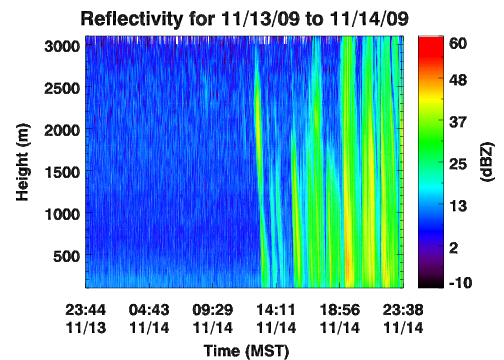 Reflectivity for 11/13/09 to 11/14/09
3000
2500
2000
1500
1000
500
Height (m)
60
48
37
25
13
2
-10
(dBZ)
23:44 04:43 09:29 14:11 18:56 23:38
11/13 11/14 11/14 11/14 11/14 11/14
Time (MST)